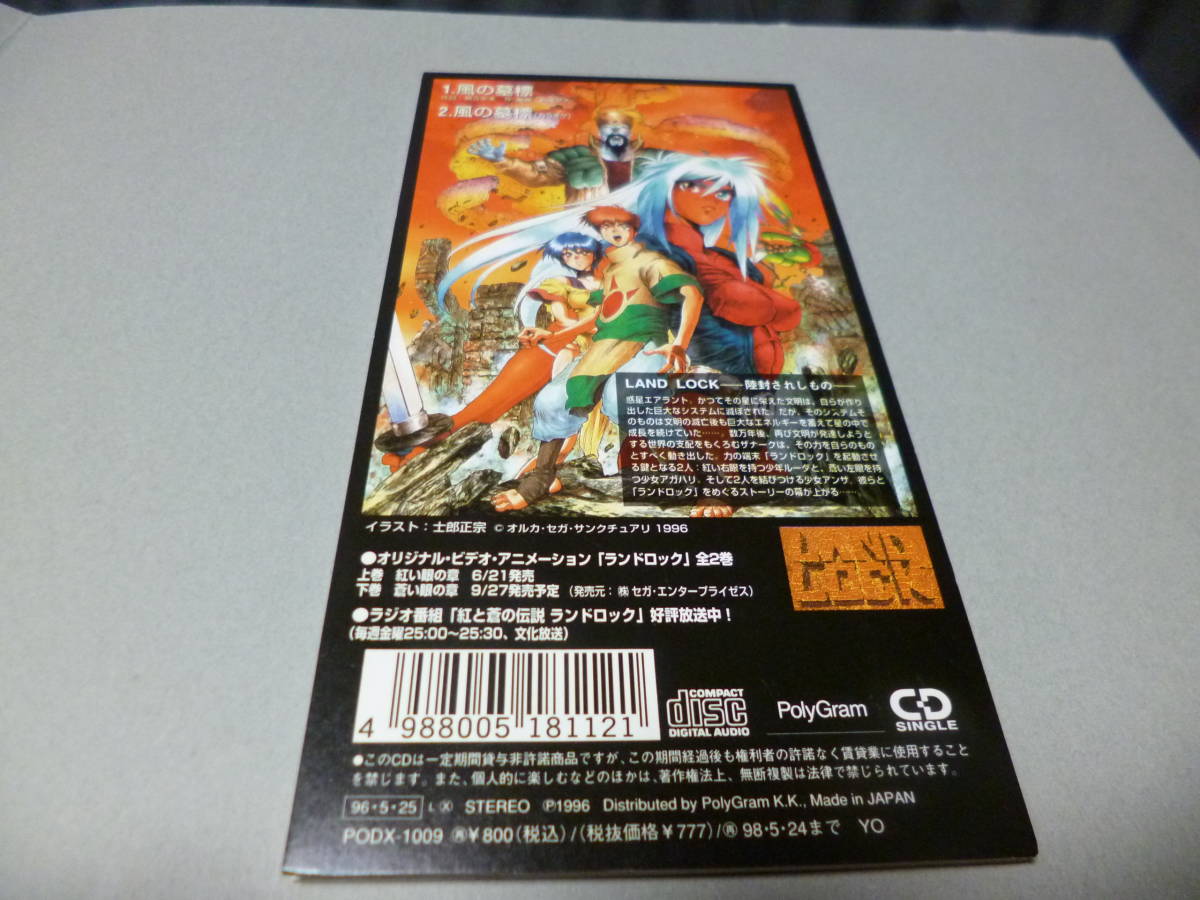 1.風の墓標
2.風の墓標
LAND LOCK——陸封されしもの——
惑星エアラント。かつてその星に栄えた文明は、自らが作り
出した巨大なシステムに滅ぼされた。だが、そのシステムそ
のものは文明の滅亡後も巨大なエネルギーを蓄えて星の中で
成長を続けていた……。数万年後、再び文明が発達しようと
する世界の支配をもくろむザナークは、その力を自らのもの
とすべく動き出した。力の端末「ランドロック」を起動させ
る鍵となる2人：紅い右眼を持つ少年ルーダと、蒼い左眼を持
つ少女アガハリ。そして2人を結びつける少女アンサ。彼らと
「ランドロック」をめぐるストーリーの幕が上がる……
イラスト：士郎正宗 © オルカ・セガ・サンクチュアリ 1996
LAND LOCK
●オリジナル・ビデオ・アニメーション「ランドロック」全2巻
上巻 紅い眼の章 6/21発売
下巻 蒼い眼の章 9/27発売予定（発売元：㈱セガ・エンタープライゼス）
●ラジオ番組「紅と蒼の伝説 ランドロック」好評放送中！
（毎週金曜25:00〜25:30、文化放送）
4 988005 181121
COMPACT disc DIGITAL AUDIO
PolyGram
CD SINGLE
●このCDは一定期間貸与非許諾商品ですが、この期間経過後も権利者の許諾なく賃貸業に使用すること
を禁じます。また、個人的に楽しむなどのほかは、著作権法上、無断複製は法律で禁じられています。
96・5・25 L Ⓧ STEREO Ⓟ1996 Distributed by PolyGram K.K., Made in JAPAN
PODX-1009 ㊢¥800(税込)/(税抜価格¥777)/㊢98・5・24まで YO